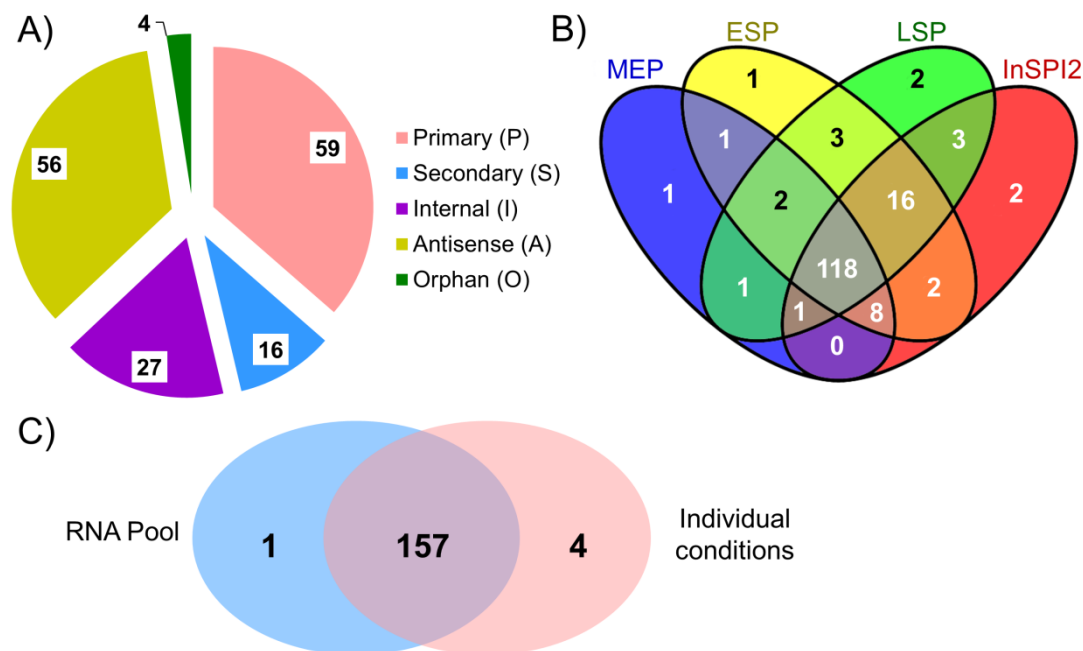 A)
4
59
16
27
56
Primary (P)
Secondary (S)
Internal (I)
Antisense (A)
Orphan (O)
B)
MEP
ESP
LSP
InSPI2
1
2
1
3
3
1
2
16
2
118
1
2
1
8
0
C)
RNA Pool
1
157
4
Individual
conditions